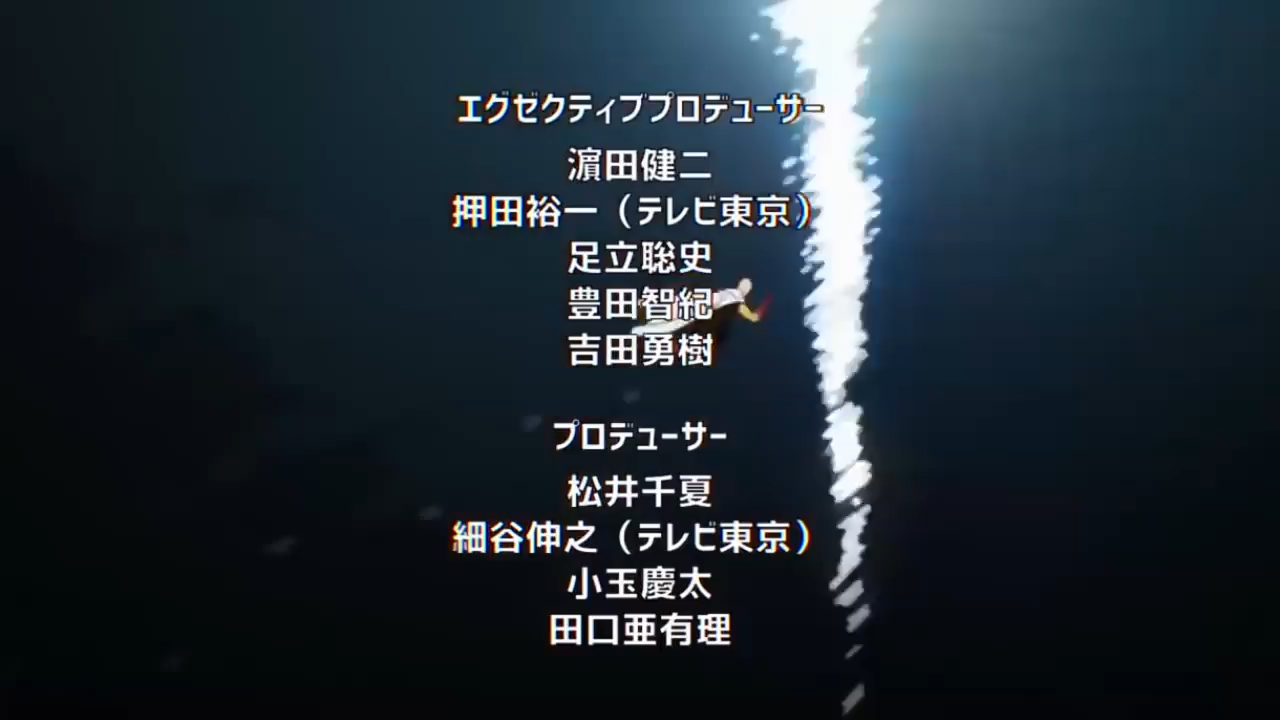 エグゼクティブプロデューサー
濵田健二
押田裕一（テレビ東京）
足立聡史
豊田智紀
吉田勇樹
プロデューサー
松井千夏
細谷伸之（テレビ東京）
小玉慶太
田口亜有理